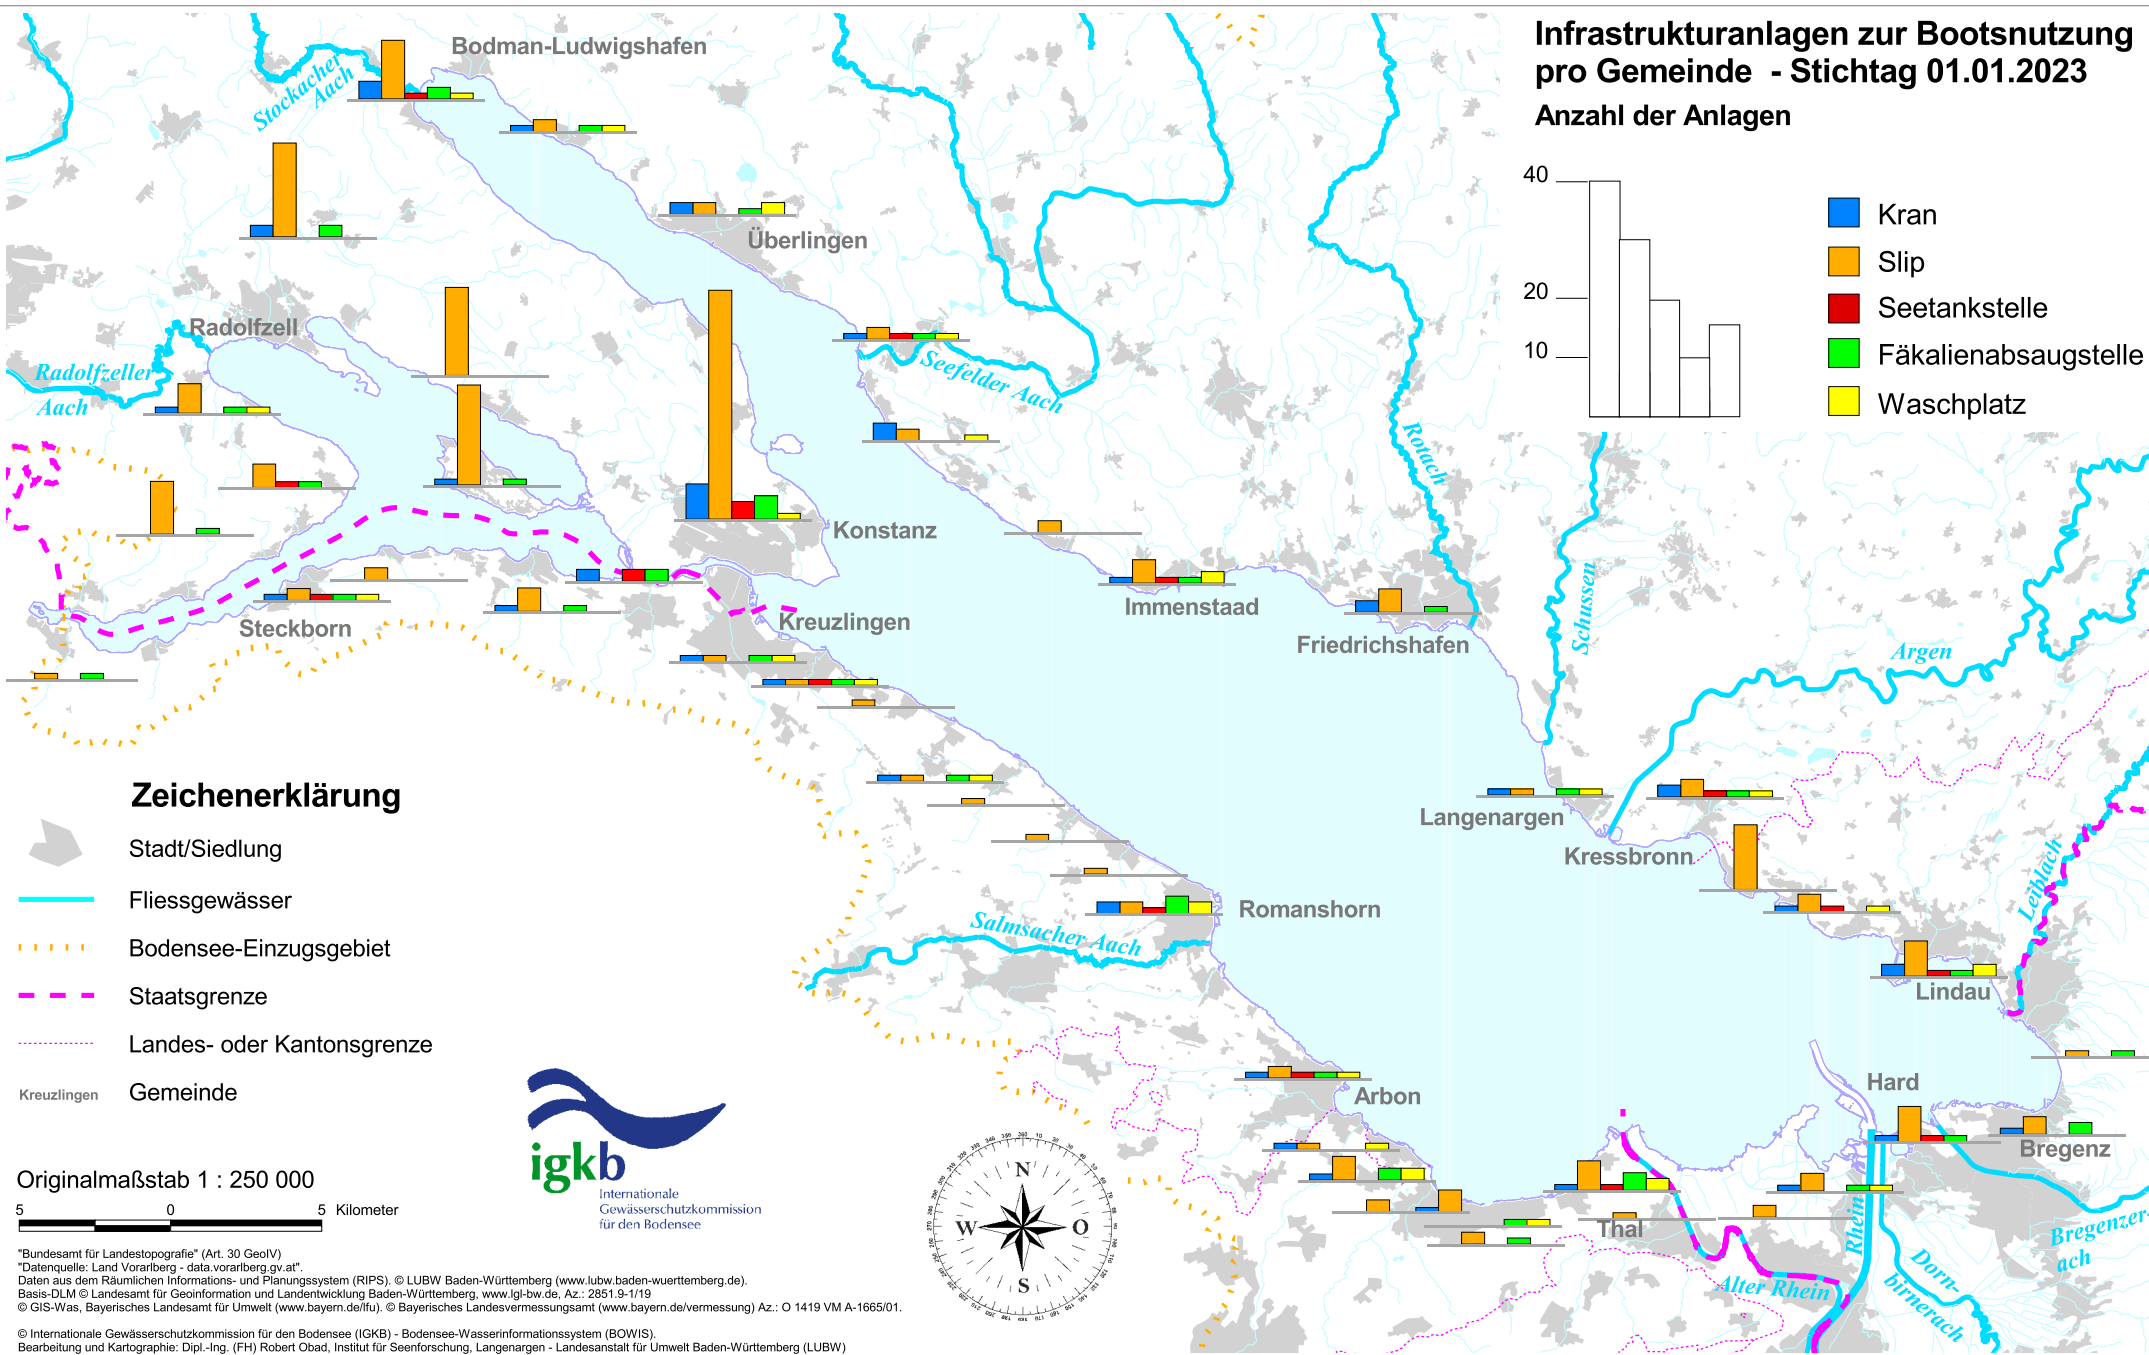 Infrastrukturanlagen zur Bootsnutzung
pro Gemeinde - Stichtag 01.01.2023
Anzahl der Anlagen
40
20
10
Kran
Slip
Seetankstelle
Fäkalienabsaugstelle
Waschplatz
Bodman-Ludwigshafen
Stockacher
Aach
Überlingen
Radolfzell
Radolfzeller
Aach
Seefelder Aach
Rotach
Konstanz
Schussen
Immenstaad
Kreuzlingen
Steckborn
Friedrichshafen
Argen
Langenargen
Kressbronn
Leiblach
Romanshorn
Salmsacher Aach
Lindau
Hard
Arbon
Bregenz
Thal
Rhein
Bregenzer-
ach
Alter Rhein
Dorn-
birnerach
Zeichenerklärung
Stadt/Siedlung
Fliessgewässer
Bodensee-Einzugsgebiet
Staatsgrenze
Landes- oder Kantonsgrenze
Kreuzlingen Gemeinde
Originalmaßstab 1 : 250 000
5 0 5 Kilometer
igkb
Internationale
Gewässerschutzkommission
für den Bodensee
N
W O
S
"Bundesamt für Landestopografie" (Art. 30 GeoIV)
"Datenquelle: Land Vorarlberg - data.vorarlberg.gv.at".
Daten aus dem Räumlichen Informations- und Planungssystem (RIPS). © LUBW Baden-Württemberg (www.lubw.baden-wuerttemberg.de).
Basis-DLM © Landesamt für Geoinformation und Landentwicklung Baden-Württemberg, www.lgl-bw.de, Az.: 2851.9-1/19
© GIS-Was, Bayerisches Landesamt für Umwelt (www.bayern.de/lfu). © Bayerisches Landesvermessungsamt (www.bayern.de/vermessung) Az.: O 1419 VM A-1665/01.
© Internationale Gewässerschutzkommission für den Bodensee (IGKB) - Bodensee-Wasserinformationssystem (BOWIS).
Bearbeitung und Kartographie: Dipl.-Ing. (FH) Robert Obad, Institut für Seenforschung, Langenargen - Landesanstalt für Umwelt Baden-Württemberg (LUBW)